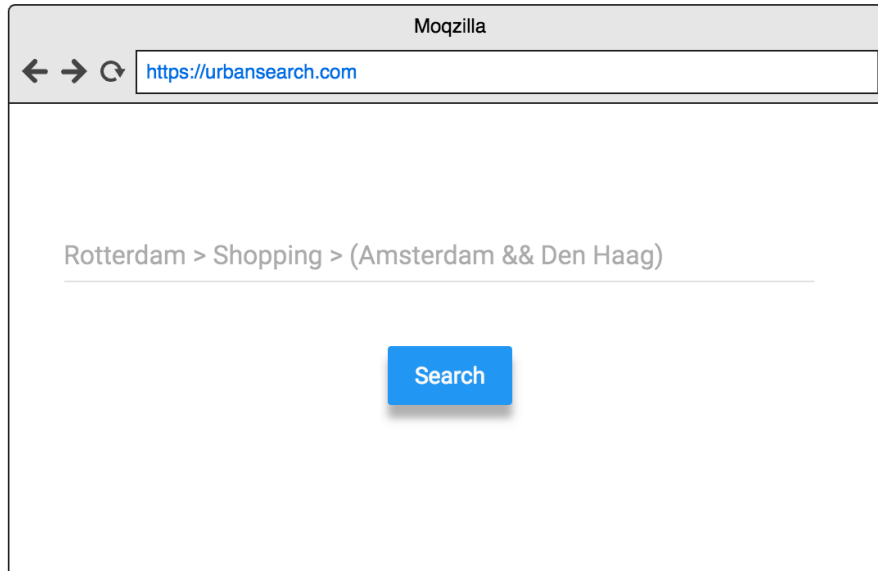 Moqzilla
https://urbansearch.com
Rotterdam > Shopping > (Amsterdam && Den Haag)
Search